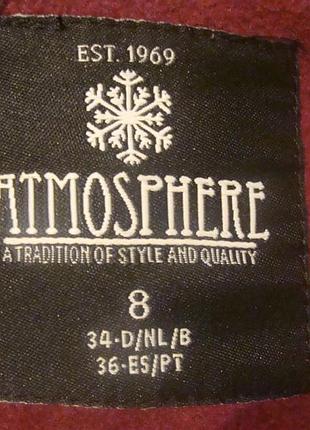 EST. 1969
ATMOSPHERE
A TRADITION OF STYLE AND QUALITY
8
34-D/NL/B
36-ES/PT